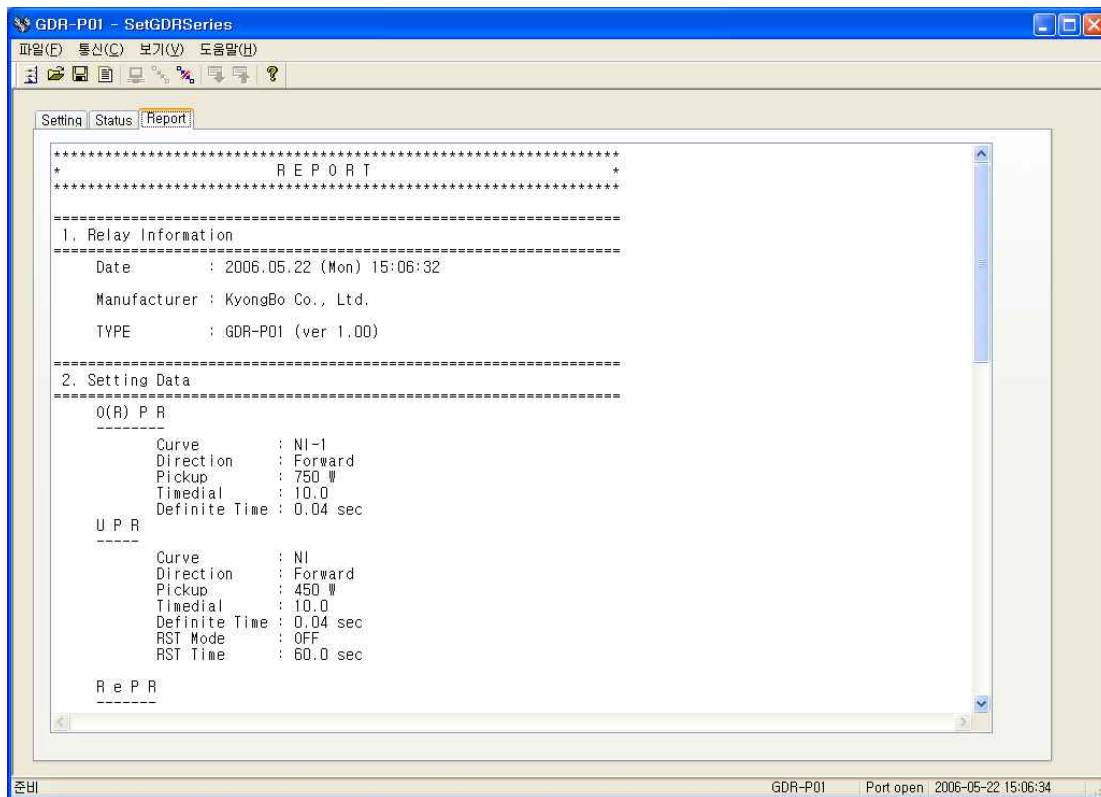 GDR-P01 - SetGDRSeries
파일(F) 통신(C) 보기(V) 도움말(H)
Setting Status Report
*******************************************************************
* R E P O R T *
*******************************************************************
===================================================================
1. Relay Information
===================================================================
Date : 2006.05.22 (Mon) 15:06:32
Manufacturer : KyongBo Co., Ltd.
TYPE : GDR-P01 (ver 1.00)
===================================================================
2. Setting Data
===================================================================
O(R) P R
--------
Curve : NI-1
Direction : Forward
Pickup : 750 W
Timedial : 10.0
Definite Time : 0.04 sec
U P R
-----
Curve : NI
Direction : Forward
Pickup : 450 W
Timedial : 10.0
Definite Time : 0.04 sec
RST Mode : OFF
RST Time : 60.0 sec
R e P R
-------
준비 GDR-P01 Port open 2006-05-22 15:06:34